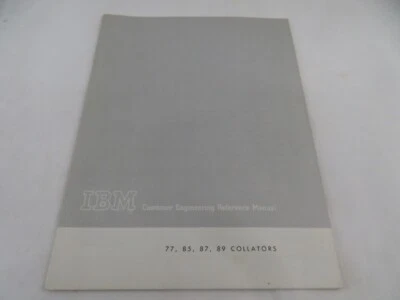 IBM Customer Engineering Reference Manual
77, 85, 87, 89 COLLATORS